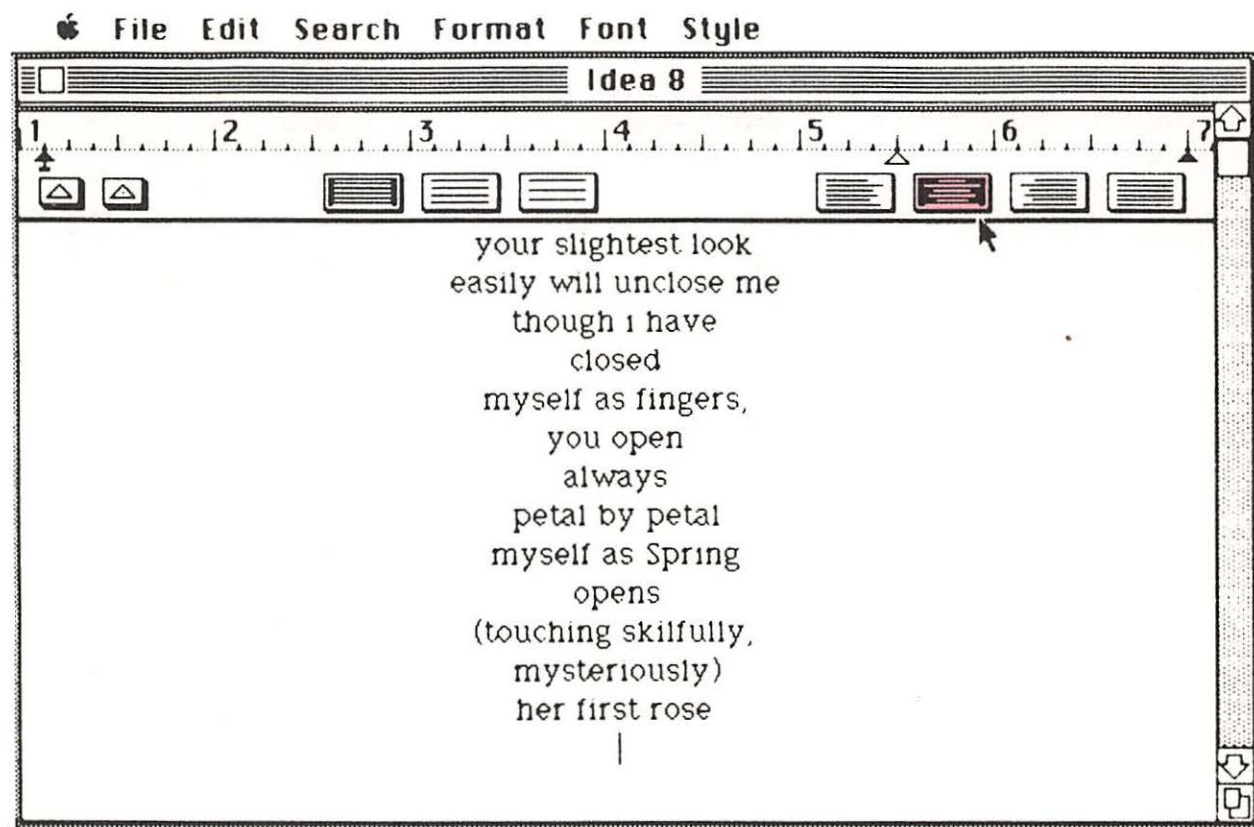 File Edit Search Format Font Style
Idea 8
1 2 3 4 5 6 7
your slightest look
easily will unclose me
though i have
closed
myself as fingers,
you open
always
petal by petal
myself as Spring
opens
(touching skilfully,
mysteriously)
her first rose